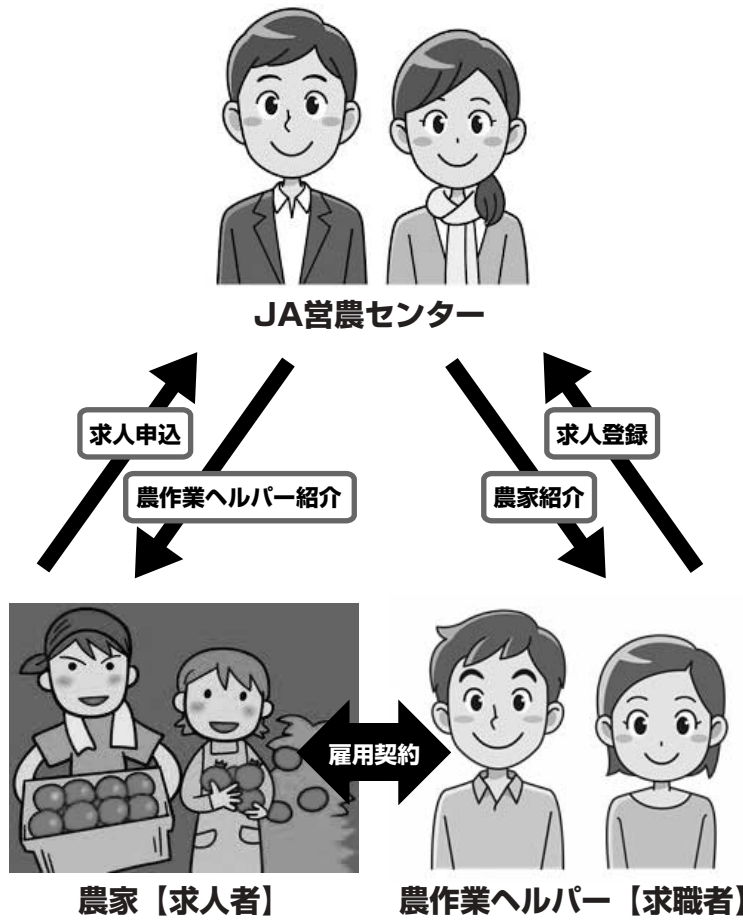 JA営農センター
求人申込
求人登録
農作業ヘルパー紹介
農家紹介
雇用契約
農家【求人者】
農作業ヘルパー【求職者】